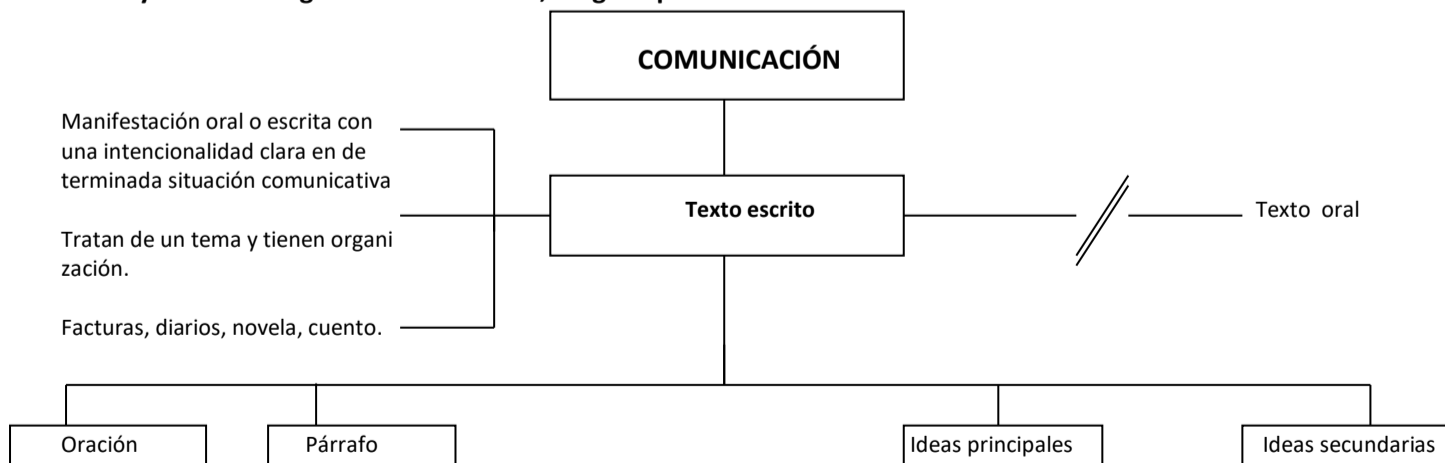 COMUNICACIÓN
Manifestación oral o escrita con
una intencionalidad clara en de
terminada situación comunicativa
Texto escrito
Texto oral
Tratan de un tema y tienen organi
zación.
Facturas, diarios, novela, cuento.
Oración
Párrafo
Ideas principales
Ideas secundarias